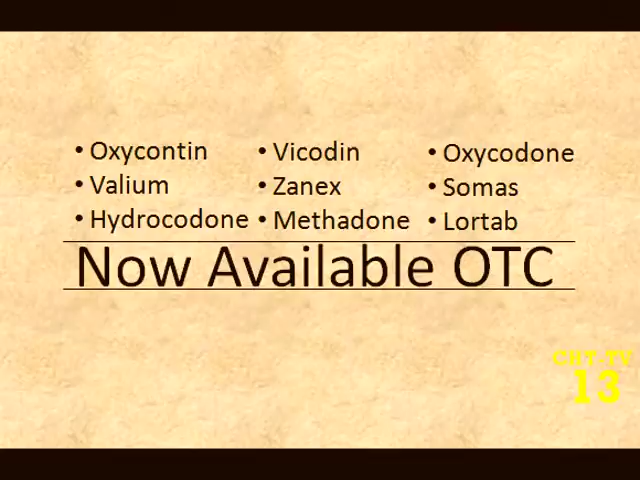 • Oxycontin • Vicodin • Oxycodone
• Valium • Zanex • Somas
• Hydrocodone • Methadone • Lortab
Now Available OTC
CHT-TV
13